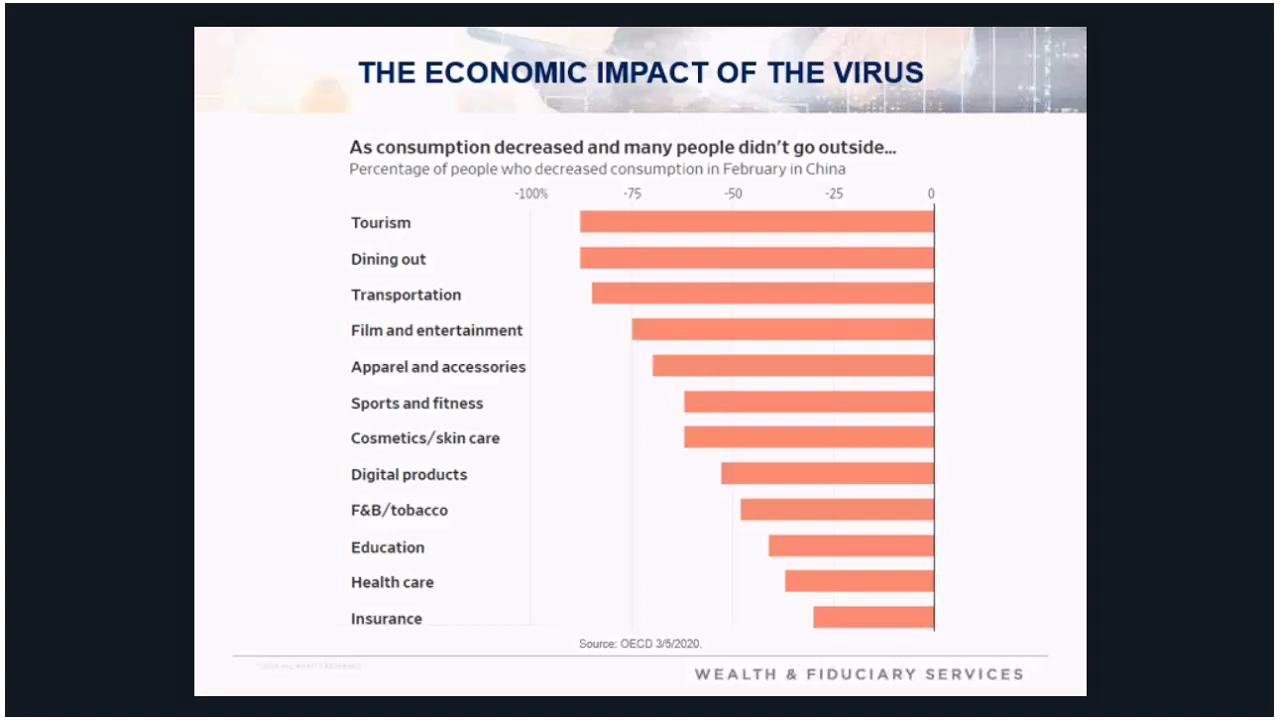 THE ECONOMIC IMPACT OF THE VIRUS
As consumption decreased and many people didn't go outside...
Percentage of people who decreased consumption in February in China
-100% -75 -50 -25 0
Tourism
Dining out
Transportation
Film and entertainment
Apparel and accessories
Sports and fitness
Cosmetics/skin care
Digital products
F&B/tobacco
Education
Health care
Insurance
Source: OECD 3/5/2020.
WEALTH & FIDUCIARY SERVICES